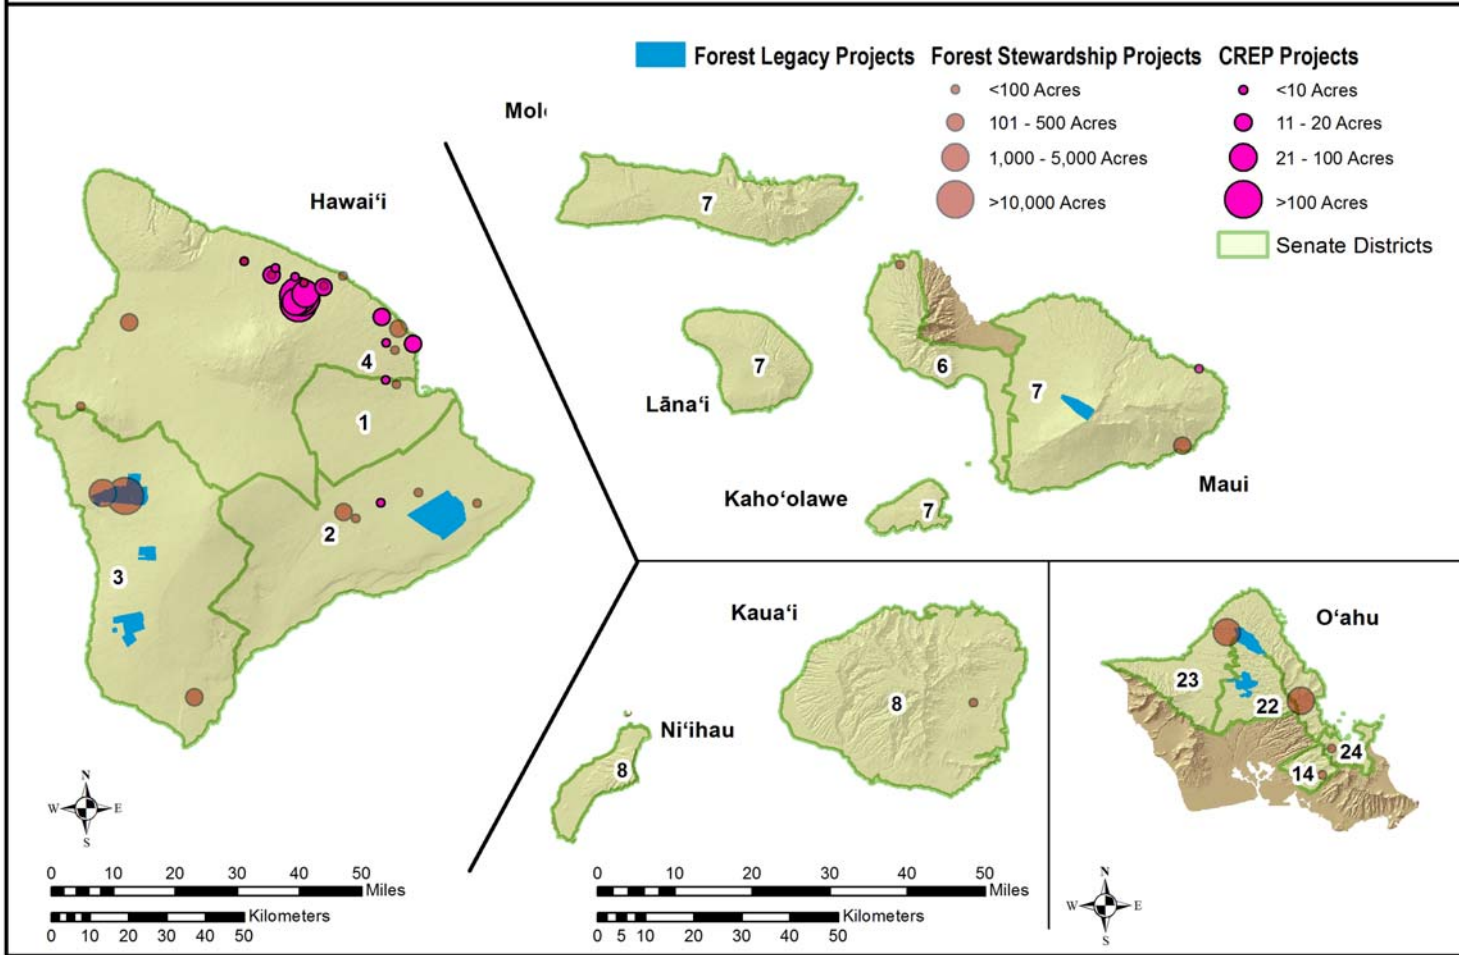 Forest Legacy Projects
Forest Stewardship Projects
<100 Acres
101 - 500 Acres
1,000 - 5,000 Acres
>10,000 Acres
CREP Projects
<10 Acres
11 - 20 Acres
21 - 100 Acres
>100 Acres
Senate Districts
Hawai‘i
4
1
2
3
N
W E
S
0 10 20 30 40 50
Miles
Kilometers
0 10 20 30 40 50
Mol
7
7
Lāna‘i
6
7
Maui
Kaho‘olawe
7
Kaua‘i
8
Ni‘ihau
8
0 10 20 30 40 50
Miles
Kilometers
0 5 10 20 30 40 50
O‘ahu
23
22
24
14
N
W E
S